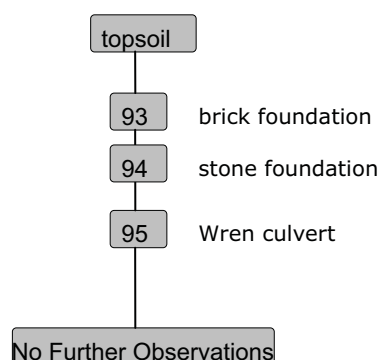 topsoil
93 brick foundation
94 stone foundation
95 Wren culvert
No Further Observations